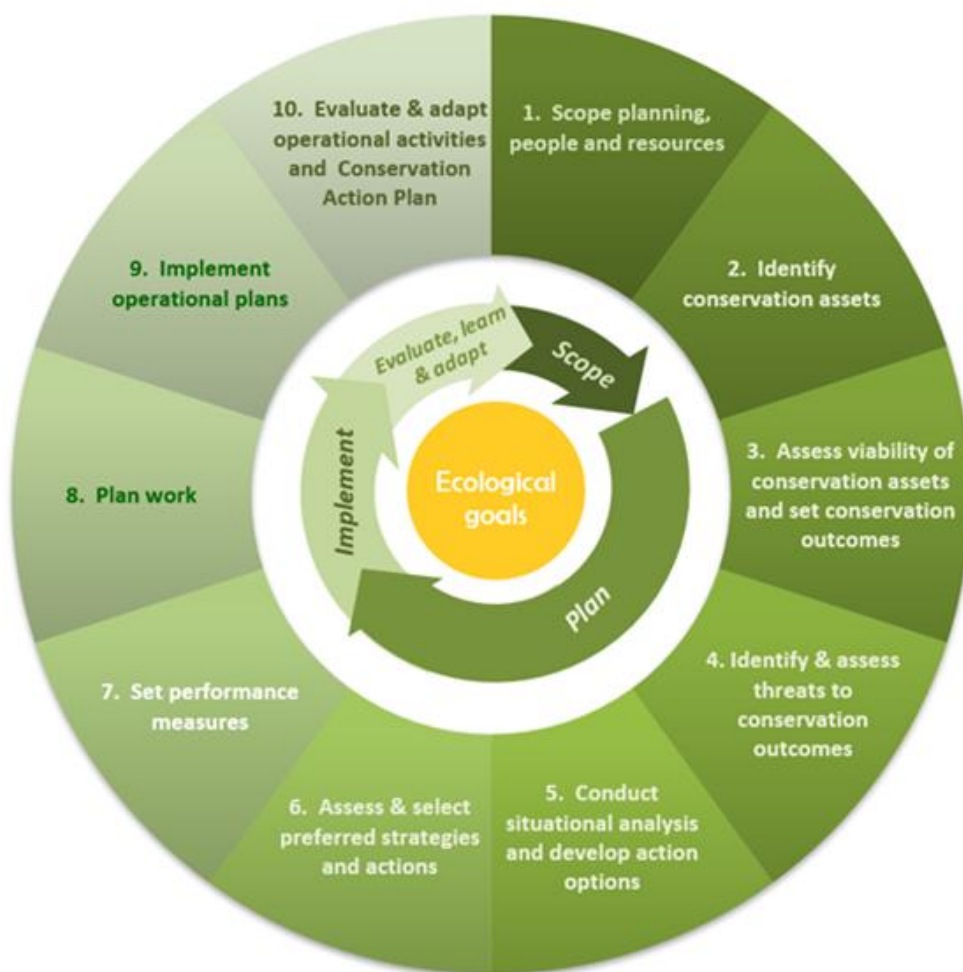 1. Scope planning,
people and resources
2. Identify
conservation assets
3. Assess viability of
conservation assets
and set conservation
outcomes
4. Identify & assess
threats to
conservation
outcomes
5. Conduct
situational analysis
and develop action
options
6. Assess & select
preferred strategies
and actions
7. Set performance
measures
8. Plan work
9. Implement
operational plans
10. Evaluate & adapt
operational activities
and Conservation
Action Plan
Scope
Plan
Implement
Evaluate, learn
& adapt
Ecological
goals